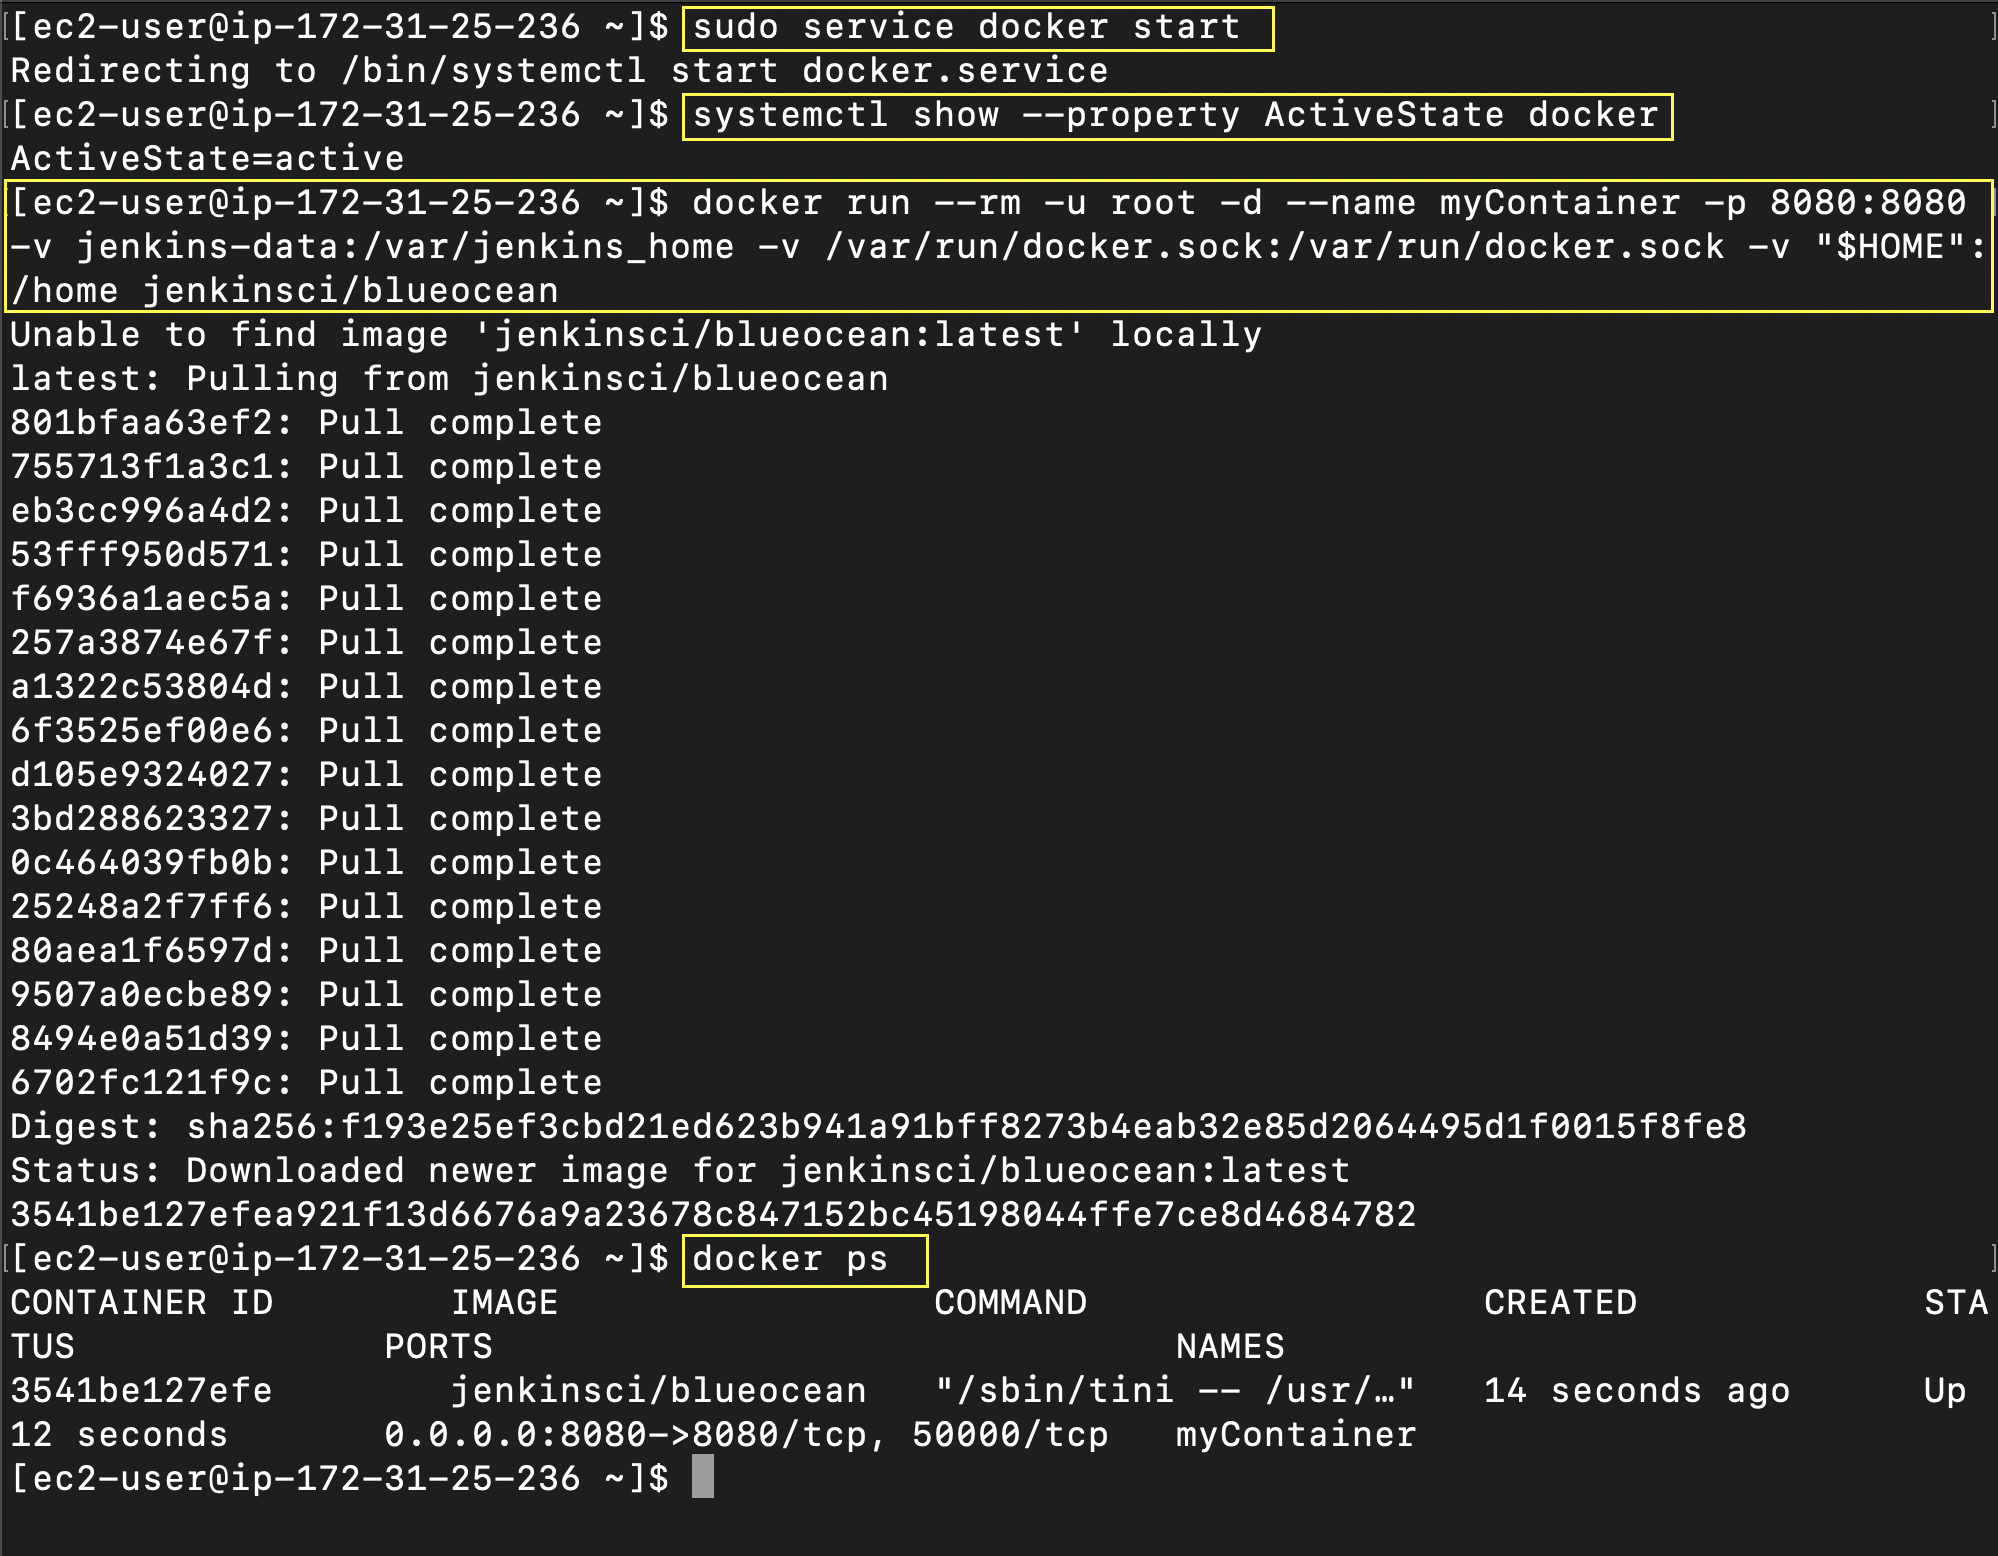 [ec2-user@ip-172-31-25-236 ~]$ sudo service docker start
Redirecting to /bin/systemctl start docker.service
[ec2-user@ip-172-31-25-236 ~]$ systemctl show --property ActiveState docker
ActiveState=active
[ec2-user@ip-172-31-25-236 ~]$ docker run --rm -u root -d --name myContainer -p 8080:8080
-v jenkins-data:/var/jenkins_home -v /var/run/docker.sock:/var/run/docker.sock -v "$HOME":
/home jenkinsci/blueocean
Unable to find image 'jenkinsci/blueocean:latest' locally
latest: Pulling from jenkinsci/blueocean
801bfaa63ef2: Pull complete
755713f1a3c1: Pull complete
eb3cc996a4d2: Pull complete
53fff950d571: Pull complete
f6936a1aec5a: Pull complete
257a3874e67f: Pull complete
a1322c53804d: Pull complete
6f3525ef00e6: Pull complete
d105e9324027: Pull complete
3bd288623327: Pull complete
0c464039fb0b: Pull complete
25248a2f7ff6: Pull complete
80aea1f6597d: Pull complete
9507a0ecbe89: Pull complete
8494e0a51d39: Pull complete
6702fc121f9c: Pull complete
Digest: sha256:f193e25ef3cbd21ed623b941a91bff8273b4eab32e85d2064495d1f0015f8fe8
Status: Downloaded newer image for jenkinsci/blueocean:latest
3541be127efea921f13d6676a9a23678c847152bc45198044ffe7ce8d4684782
[ec2-user@ip-172-31-25-236 ~]$ docker ps
CONTAINER ID        IMAGE                 COMMAND                  CREATED             STA
TUS              PORTS                               NAMES
3541be127efe        jenkinsci/blueocean   "/sbin/tini -- /usr/…"   14 seconds ago      Up
12 seconds       0.0.0.0:8080->8080/tcp, 50000/tcp   myContainer
[ec2-user@ip-172-31-25-236 ~]$